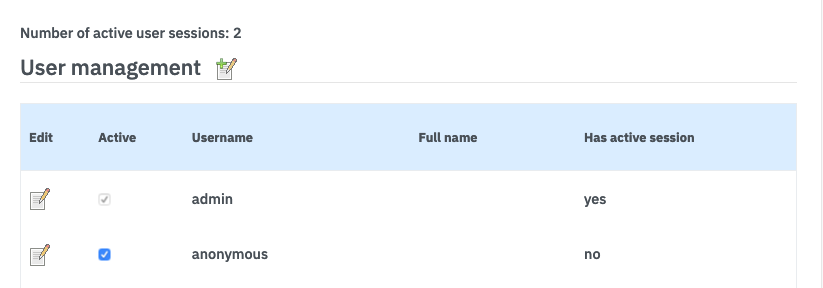 Number of active user sessions: 2
User management
Edit Active Username Full name Has active session
admin yes
anonymous no